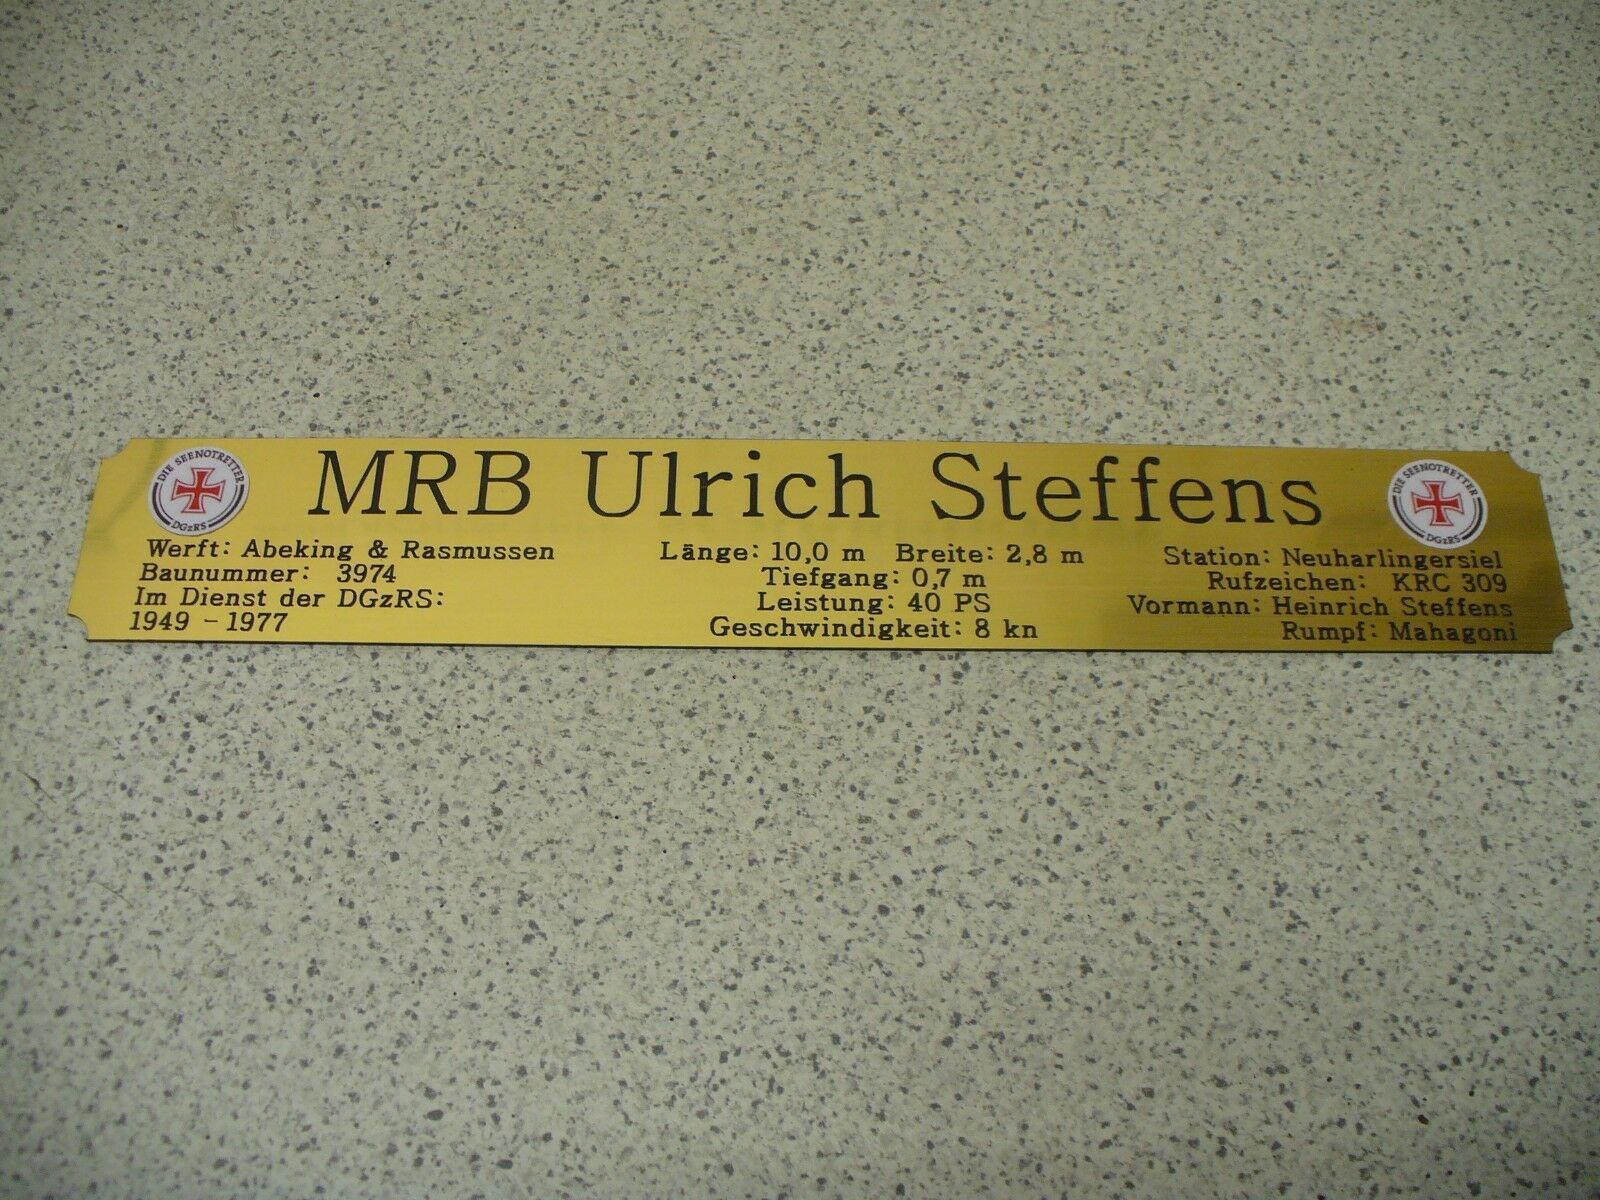 MRB Ulrich Steffens
DIE SEENOTRETTER
DGzRS
Werft: Abeking & Rasmussen
Baunummer: 3974
Im Dienst der DGzRS:
1949 - 1977
Länge: 10,0 m Breite: 2,8 m
Tiefgang: 0,7 m
Leistung: 40 PS
Geschwindigkeit: 8 kn
DIE SEENOTRETTER
DGzRS
Station: Neuharlingersiel
Rufzeichen: KRC 309
Vormann: Heinrich Steffens
Rumpf: Mahagoni